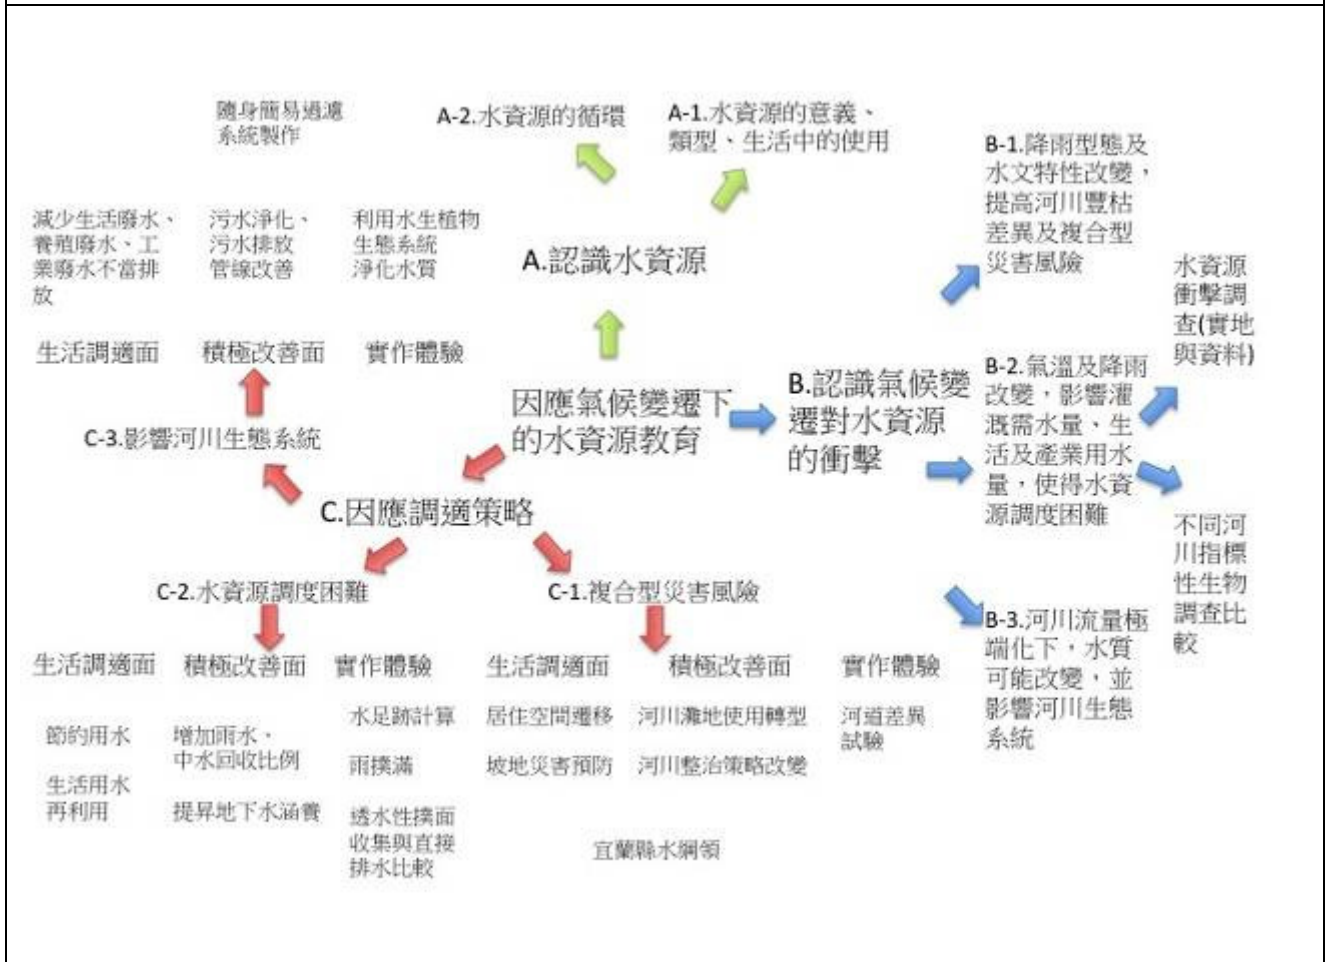 隨身簡易過濾
系統製作
A-2.水資源的循環
A-1.水資源的意義、
類型、生活中的使用
B-1.降雨型態及
水文特性改變，
提高河川豐枯
差異及複合型
災害風險
減少生活廢水、
養殖廢水、工
業廢水不當排
放
污水淨化、
污水排放
管線改善
利用水生植物
生態系統
淨化水質
A.認識水資源
水資源
衝擊調
查(實地
與資料)
生活調適面
積極改善面
實作體驗
C-3.影響河川生態系統
因應氣候變遷下
的水資源教育
B.認識氣候變
遷對水資源
的衝擊
B-2.氣溫及降雨
改變，影響灌
溉需水量、生
活及產業用水
量，使得水資
源調度困難
C.因應調適策略
不同河
川指標
性生物
調查比
較
C-2.水資源調度困難
C-1.複合型災害風險
B-3.河川流量極
端化下，水質
可能改變，並
影響河川生態
系統
生活調適面
積極改善面
實作體驗
生活調適面
積極改善面
實作體驗
節約用水
生活用水
再利用
增加雨水、
中水回收比例
提昇地下水涵養
水足跡計算
雨撲滿
透水性撲面
收集與直接
排水比較
居住空間遷移
坡地災害預防
河川灘地使用轉型
河川整治策略改變
河道差異
試驗
宜蘭縣水綱領